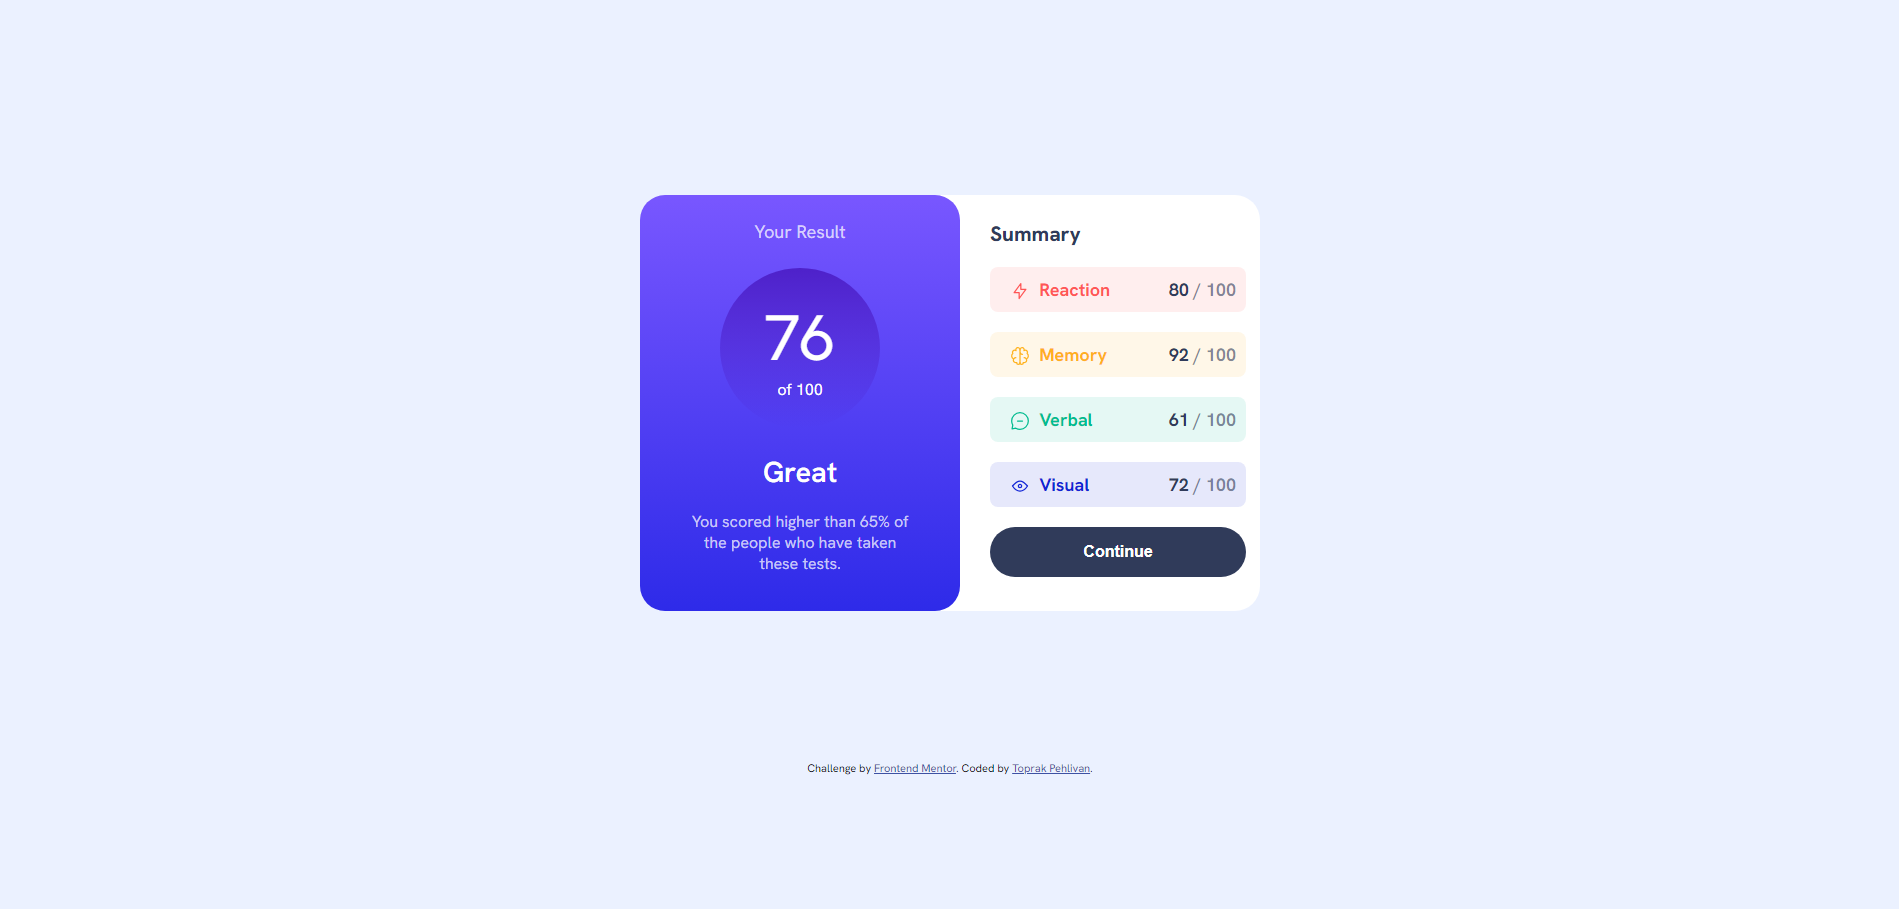 Your Result
76
of 100
Great
You scored higher than 65% of
the people who have taken
these tests.
Summary
Reaction 80 / 100
Memory 92 / 100
Verbal 61 / 100
Visual 72 / 100
Continue
Challenge by Frontend Mentor. Coded by Toprak Pehlivan.